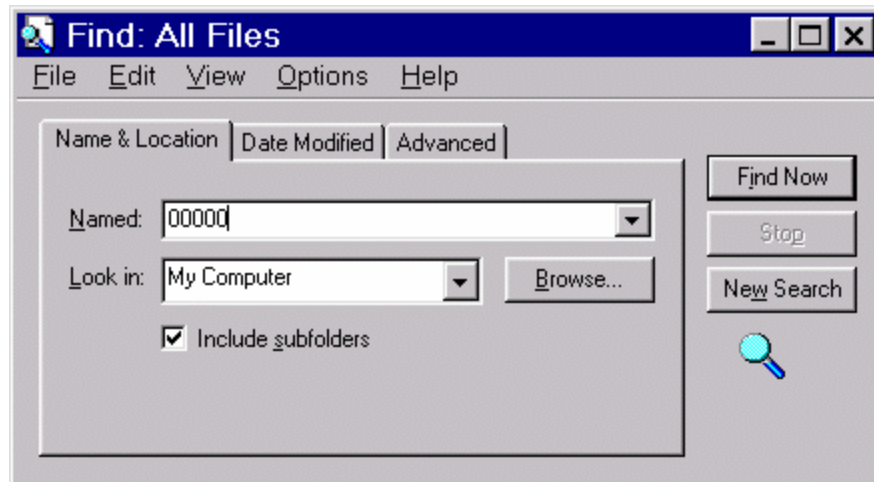 Find: All Files
File Edit View Options Help
Name & Location Date Modified Advanced
Named: 00000
Look in: My Computer Browse...
Include subfolders
Find Now
Stop
New Search